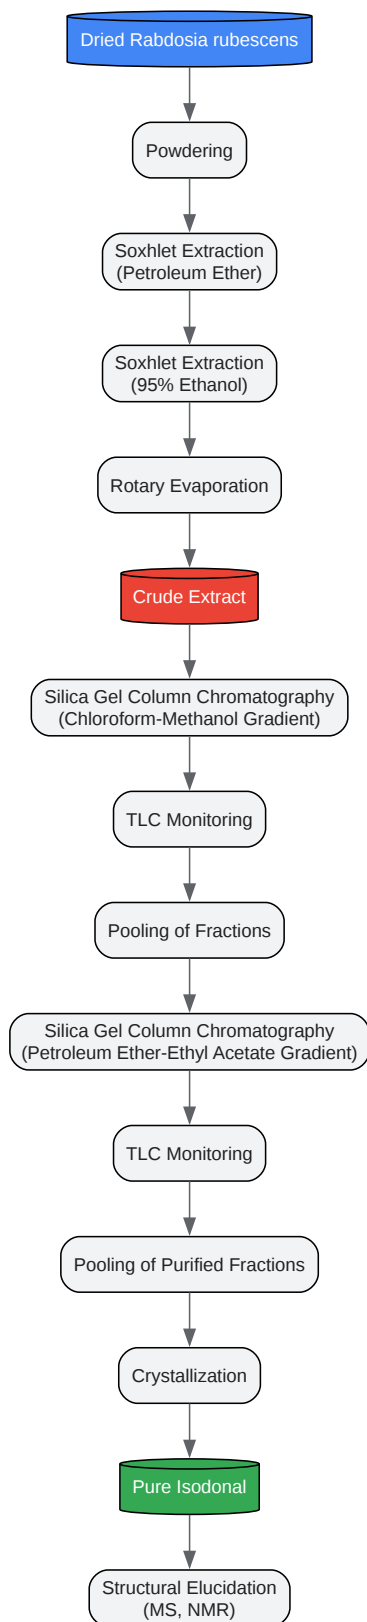 Dried Rabdosia rubescens
Powdering
Soxhlet Extraction
(Petroleum Ether)
Soxhlet Extraction
(95% Ethanol)
Rotary Evaporation
Crude Extract
Silica Gel Column Chromatography
(Chloroform-Methanol Gradient)
TLC Monitoring
Pooling of Fractions
Silica Gel Column Chromatography
(Petroleum Ether-Ethyl Acetate Gradient)
TLC Monitoring
Pooling of Purified Fractions
Crystallization
Pure Isodonal
Structural Elucidation
(MS, NMR)